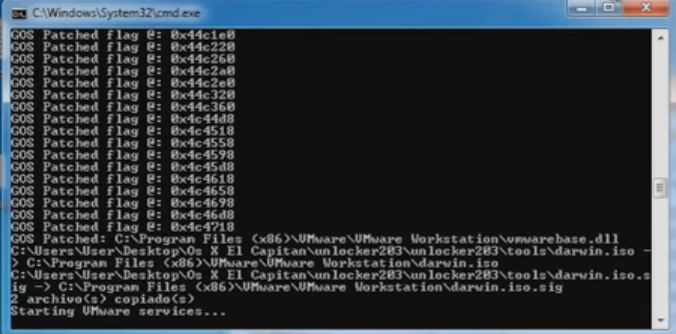 C:\Windows\System32\cmd.exe
GOS Patched flag @: 0x44c1e0
GOS Patched flag @: 0x44c220
GOS Patched flag @: 0x44c260
GOS Patched flag @: 0x44c2a0
GOS Patched flag @: 0x44c2e0
GOS Patched flag @: 0x44c320
GOS Patched flag @: 0x44c360
GOS Patched flag @: 0x4c44d8
GOS Patched flag @: 0x4c4518
GOS Patched flag @: 0x4c4558
GOS Patched flag @: 0x4c4598
GOS Patched flag @: 0x4c45d8
GOS Patched flag @: 0x4c4618
GOS Patched flag @: 0x4c4658
GOS Patched flag @: 0x4c4698
GOS Patched flag @: 0x4c46d8
GOS Patched flag @: 0x4c4718
GOS Patched: C:\Program Files (x86)\VMware\VMware Workstation\vmwarebase.dll
C:\Users\User\Desktop\Os X El Capitan\unlocker203\unlocker203\tools\darwin.iso -
> C:\Program Files (x86)\VMware\VMware Workstation\darwin.iso
C:\Users\User\Desktop\Os X El Capitan\unlocker203\unlocker203\tools\darwin.iso.s
ig -> C:\Program Files (x86)\VMware\VMware Workstation\darwin.iso.sig
2 archivo(s) copiado(s)
Starting VMware services...